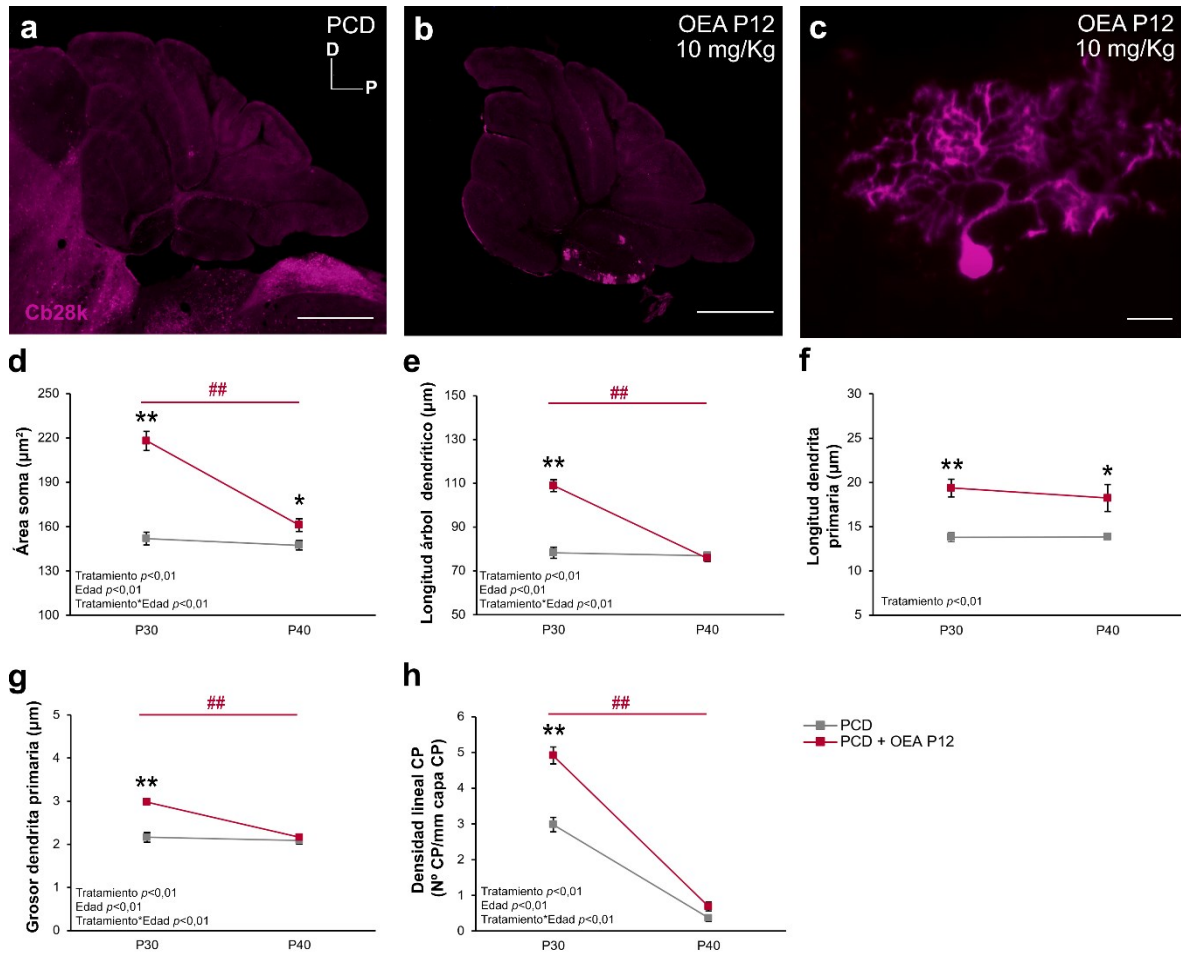 a
PCD
D
P
Cb28k
b
OEA P12
10 mg/Kg
c
OEA P12
10 mg/Kg
d
Área soma (µm²)
250
220
190
160
130
100
##
**
*
Tratamiento p<0,01
Edad p<0,01
Tratamiento*Edad p<0,01
P30
P40
e
Longitud árbol dendrítico (µm)
150
130
110
90
70
50
##
**
Tratamiento p<0,01
Edad p<0,01
Tratamiento*Edad p<0,01
P30
P40
f
Longitud dendrita
primaria (µm)
30
25
20
15
10
5
**
*
Tratamiento p<0,01
P30
P40
g
Grosor dendrita primaria (µm)
5
4
3
2
1
0
##
**
Tratamiento p<0,01
Edad p<0,01
Tratamiento*Edad p<0,01
P30
P40
h
Densidad lineal CP
(Nº CP/mm capa CP)
6
5
4
3
2
1
0
##
**
Tratamiento p<0,01
Edad p<0,01
Tratamiento*Edad p<0,01
P30
P40
PCD
PCD + OEA P12